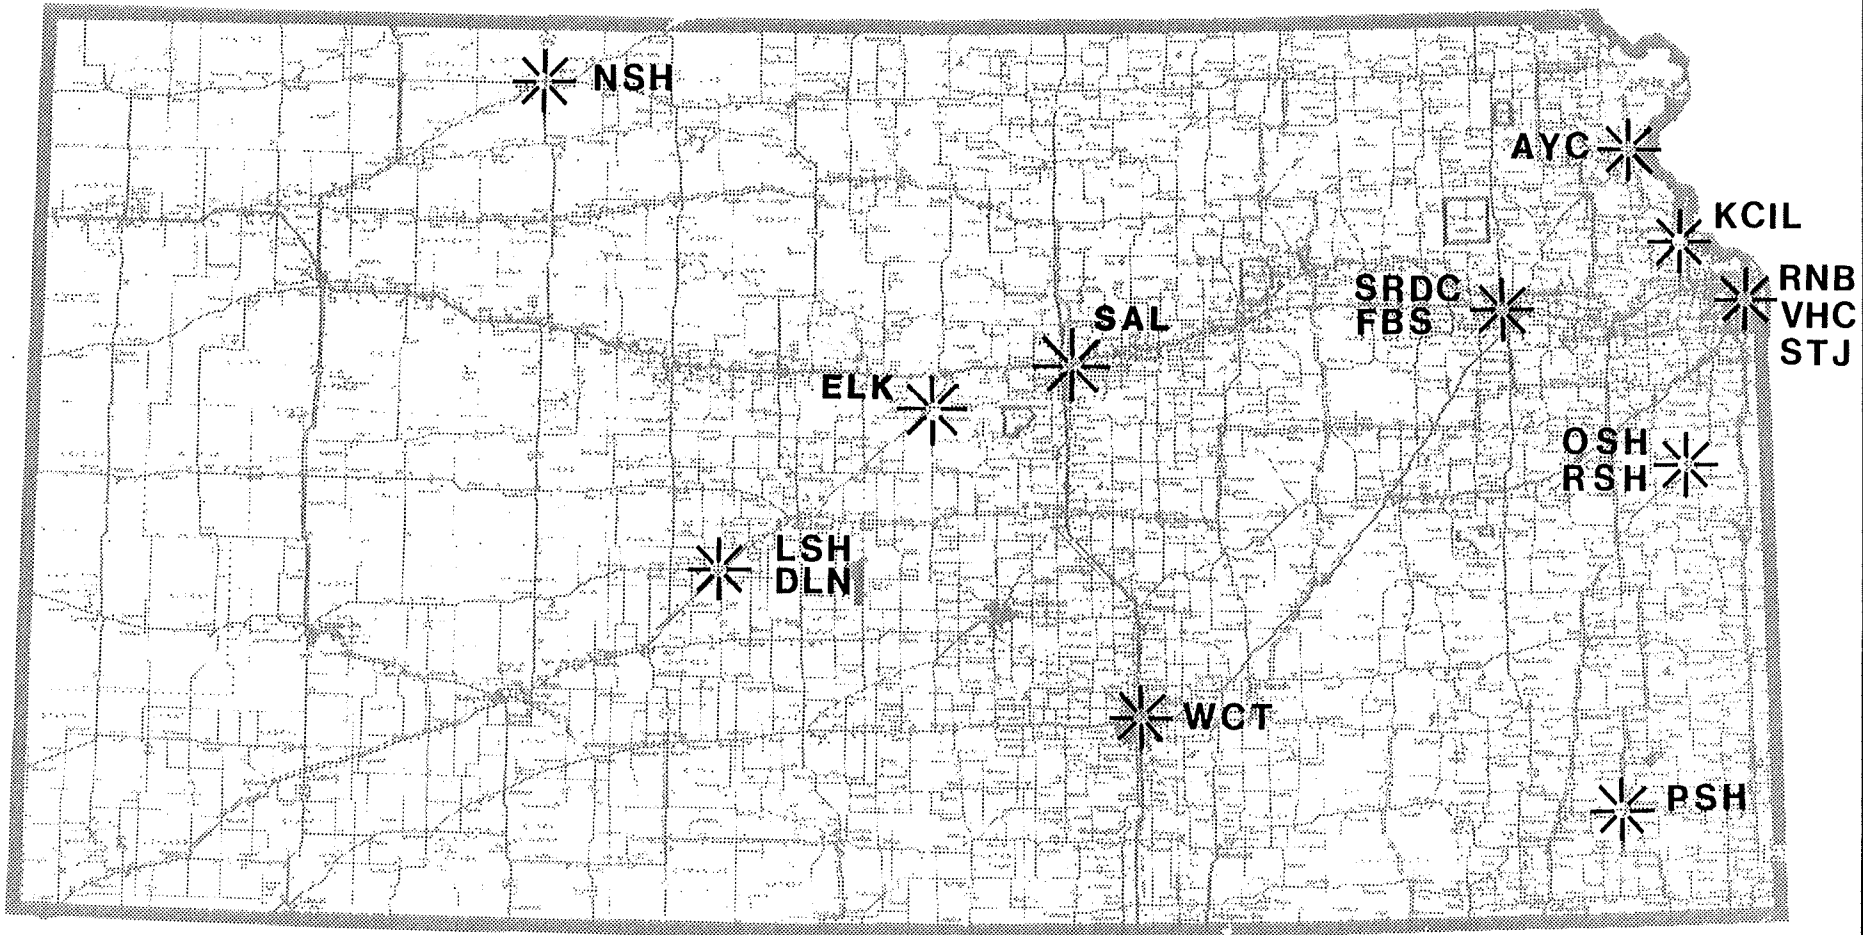 NSH
AYC
KCIL
RNB
VHC
STJ
SRDC
FBS
SAL
ELK
OSH
RSH
LSH
DLN
WCT
PSH